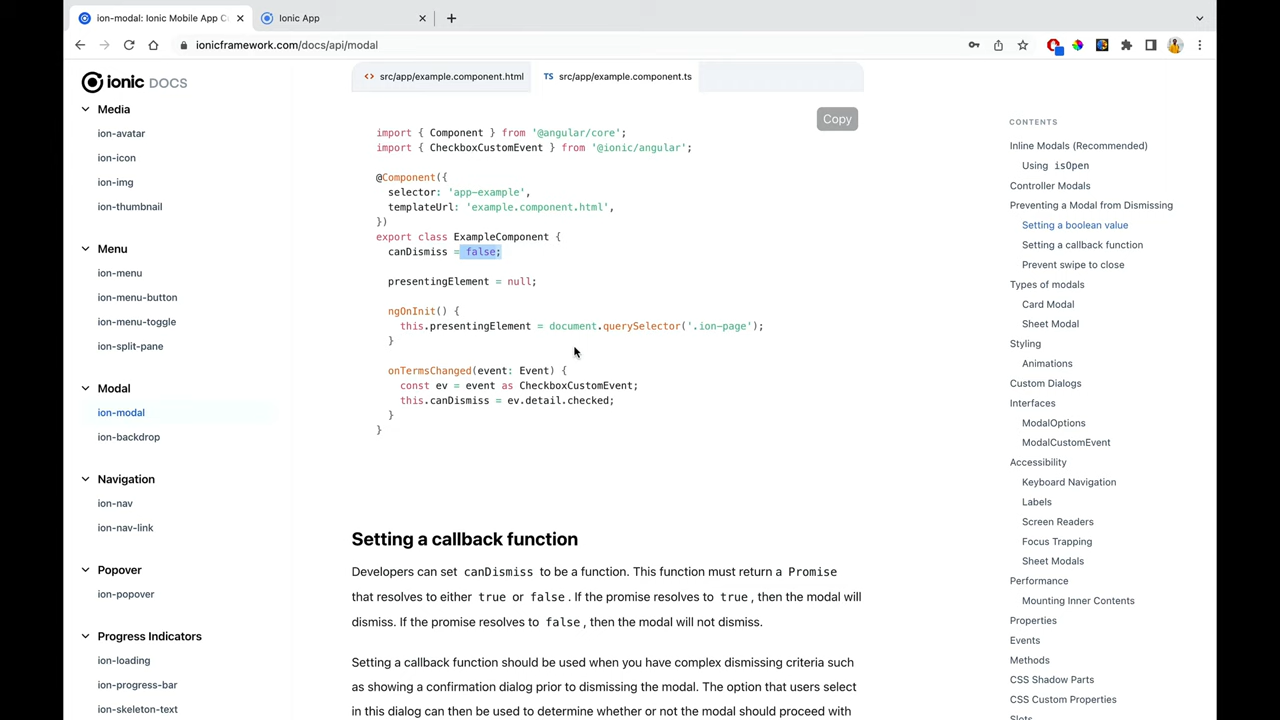 ion-modal: Ionic Mobile App C
Ionic App
ionicframework.com/docs/api/modal
ionic DOCS
Media
ion-avatar
ion-icon
ion-img
ion-thumbnail
Menu
ion-menu
ion-menu-button
ion-menu-toggle
ion-split-pane
Modal
ion-modal
ion-backdrop
Navigation
ion-nav
ion-nav-link
Popover
ion-popover
Progress Indicators
ion-loading
ion-progress-bar
ion-skeleton-text
<> src/app/example.component.html
TS src/app/example.component.ts
Copy
import { Component } from '@angular/core';
import { CheckboxCustomEvent } from '@ionic/angular';
@Component({
selector: 'app-example',
templateUrl: 'example.component.html',
})
export class ExampleComponent {
canDismiss = false;
presentingElement = null;
ngOnInit() {
this.presentingElement = document.querySelector('.ion-page');
}
onTermsChanged(event: Event) {
const ev = event as CheckboxCustomEvent;
this.canDismiss = ev.detail.checked;
}
}
Setting a callback function
Developers can set canDismiss to be a function. This function must return a Promise
that resolves to either true or false. If the promise resolves to true, then the modal will
dismiss. If the promise resolves to false, then the modal will not dismiss.
Setting a callback function should be used when you have complex dismissing criteria such
as showing a confirmation dialog prior to dismissing the modal. The option that users select
in this dialog can then be used to determine whether or not the modal should proceed with
CONTENTS
Inline Modals (Recommended)
Using isOpen
Controller Modals
Preventing a Modal from Dismissing
Setting a boolean value
Setting a callback function
Prevent swipe to close
Types of modals
Card Modal
Sheet Modal
Styling
Animations
Custom Dialogs
Interfaces
ModalOptions
ModalCustomEvent
Accessibility
Keyboard Navigation
Labels
Screen Readers
Focus Trapping
Sheet Modals
Performance
Mounting Inner Contents
Properties
Events
Methods
CSS Shadow Parts
CSS Custom Properties
Slots